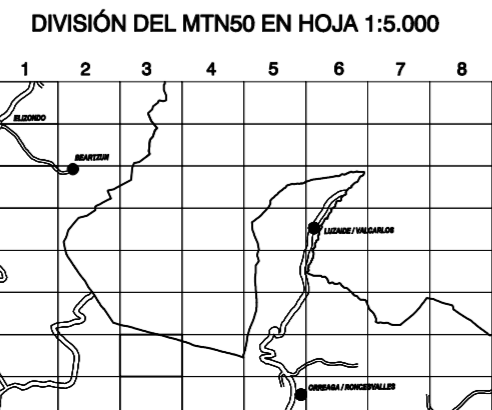 DIVISIÓN DEL MTN50 EN HOJA 1:5.000
1 2 3 4 5 6 7 8
ELIZONDO
BEARTZUN
LUZAIDE / VALCARLOS
ORREAGA / RONCESVALLES